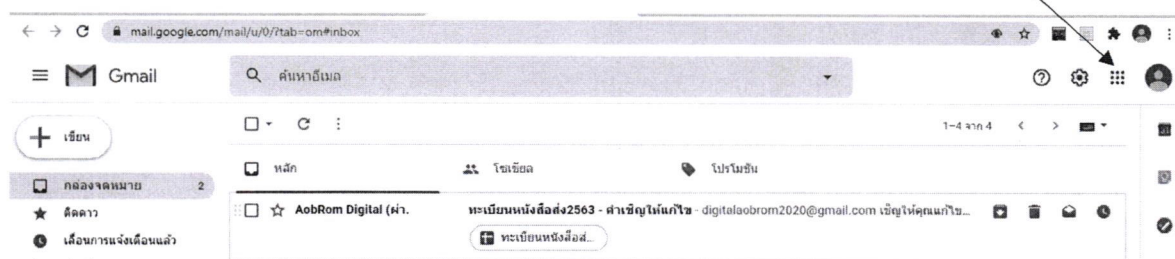 mail.google.com/mail/u/0/?tab=om#inbox
Gmail
ค้นหาอีเมล
เขียน
1-4 จาก 4
หลัก
โซเชียล
โปรโมชัน
กล่องจดหมาย 2
ติดดาว
AobRom Digital (ผ่า.
ทะเบียนหนังสือส่ง2563 - คำเชิญให้แก้ไข - digitalaobrom2020@gmail.com เชิญให้คุณแก้ไข...
เลื่อนการแจ้งเตือนแล้ว
ทะเบียนหนังสือส่...